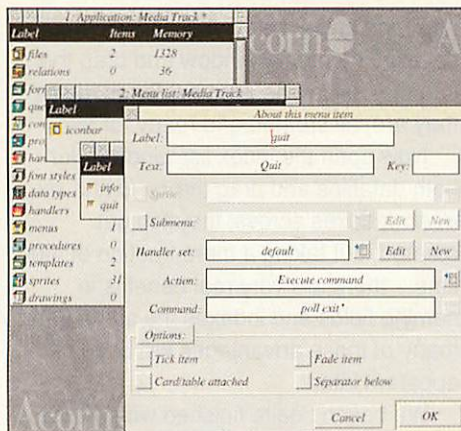 1: Application: Media Track *
Label Items Memory
files 2 1328
relations 0 36
font styles
data types
handlers
menus 1
procedures 0
templates 2
sprites 31
drawings 0
2: Menu list: Media Track
Label
iconbar
Label
info
quit
About this menu item
Label: quit
Text: Quit Key:
Sprite:
Submenu: Edit New
Handler set: default Edit New
Action: Execute command
Command: poll exit
Options:
Tick item Fade item
Card/table attached Separator below
Cancel OK
Acorn
Acorn